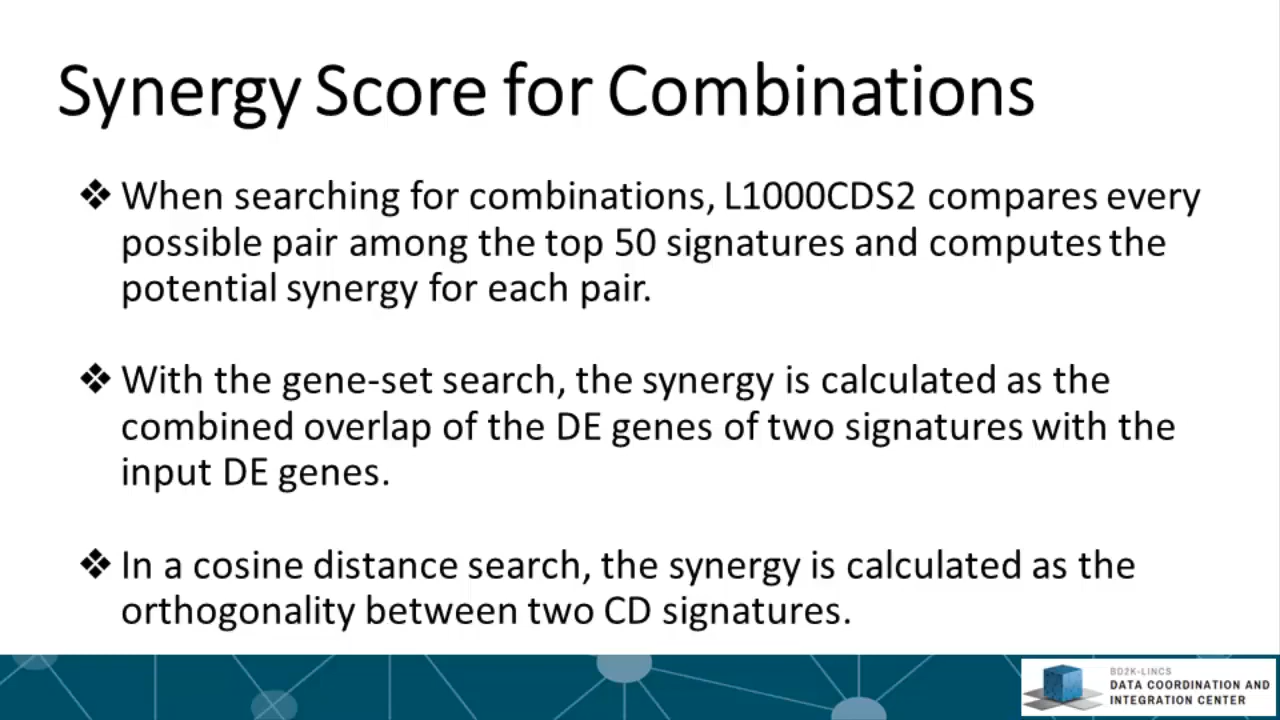 Synergy Score for Combinations
❖ When searching for combinations, L1000CDS2 compares every
possible pair among the top 50 signatures and computes the
potential synergy for each pair.
❖ With the gene-set search, the synergy is calculated as the
combined overlap of the DE genes of two signatures with the
input DE genes.
❖ In a cosine distance search, the synergy is calculated as the
orthogonality between two CD signatures.
BD2K-LINCS
DATA COORDINATION AND
INTEGRATION CENTER